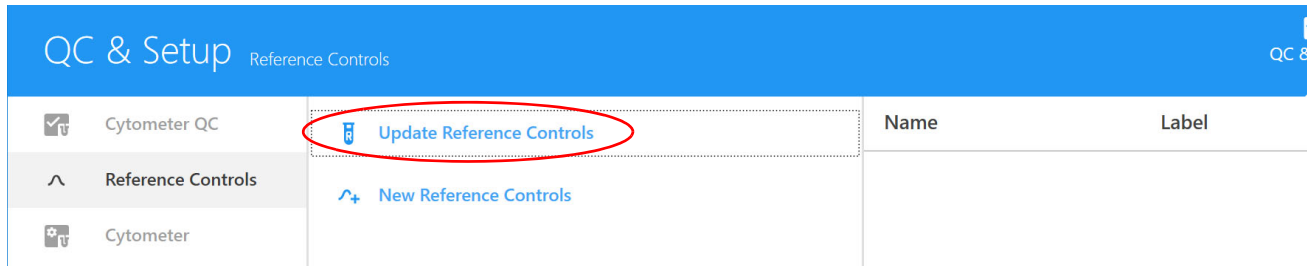 QC & Setup Reference Controls
QC &
Cytometer QC
Reference Controls
Cytometer
Update Reference Controls
New Reference Controls
Name Label